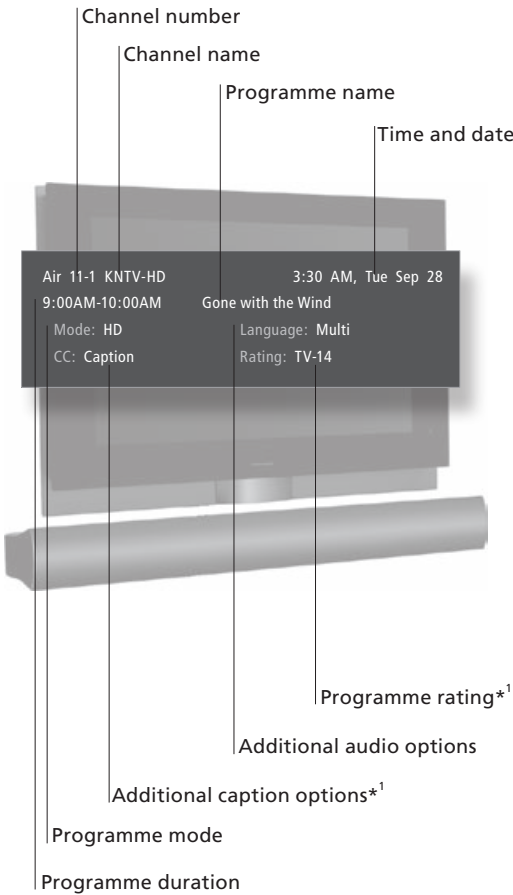 Channel number
Channel name
Programme name
Time and date
Air 11-1 KNTV-HD 3:30 AM, Tue Sep 28
9:00AM-10:00AM Gone with the Wind
Mode: HD Language: Multi
CC: Caption Rating: TV-14
Programme rating*1
Additional audio options
Additional caption options*1
Programme mode
Programme duration